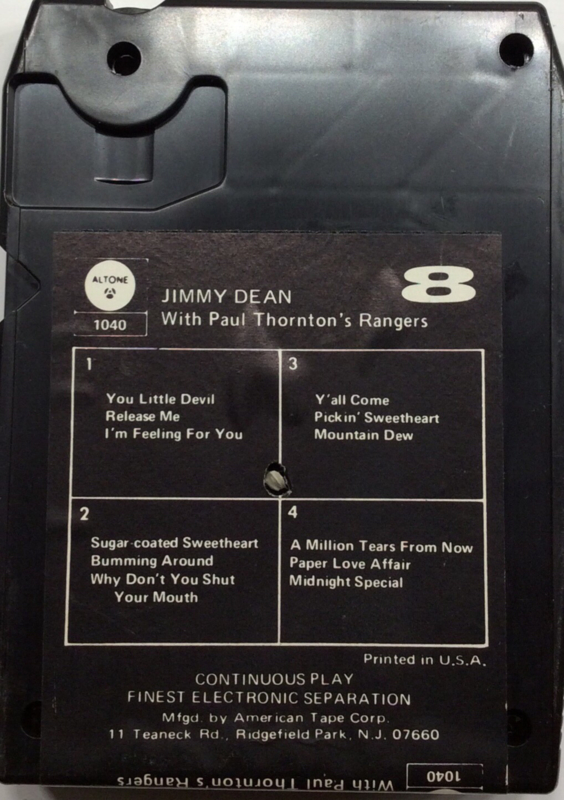 ALTONE
1040
8
JIMMY DEAN
With Paul Thornton's Rangers
1
You Little Devil
Release Me
I'm Feeling For You
3
Y'all Come
Pickin' Sweetheart
Mountain Dew
2
Sugar-coated Sweetheart
Bumming Around
Why Don't You Shut
Your Mouth
4
A Million Tears From Now
Paper Love Affair
Midnight Special
Printed in U.S.A.
CONTINUOUS PLAY
FINEST ELECTRONIC SEPARATION
Mfgd. by American Tape Corp.
11 Teaneck Rd., Ridgefield Park, N.J. 07660
1040
With Paul Thornton's Rangers